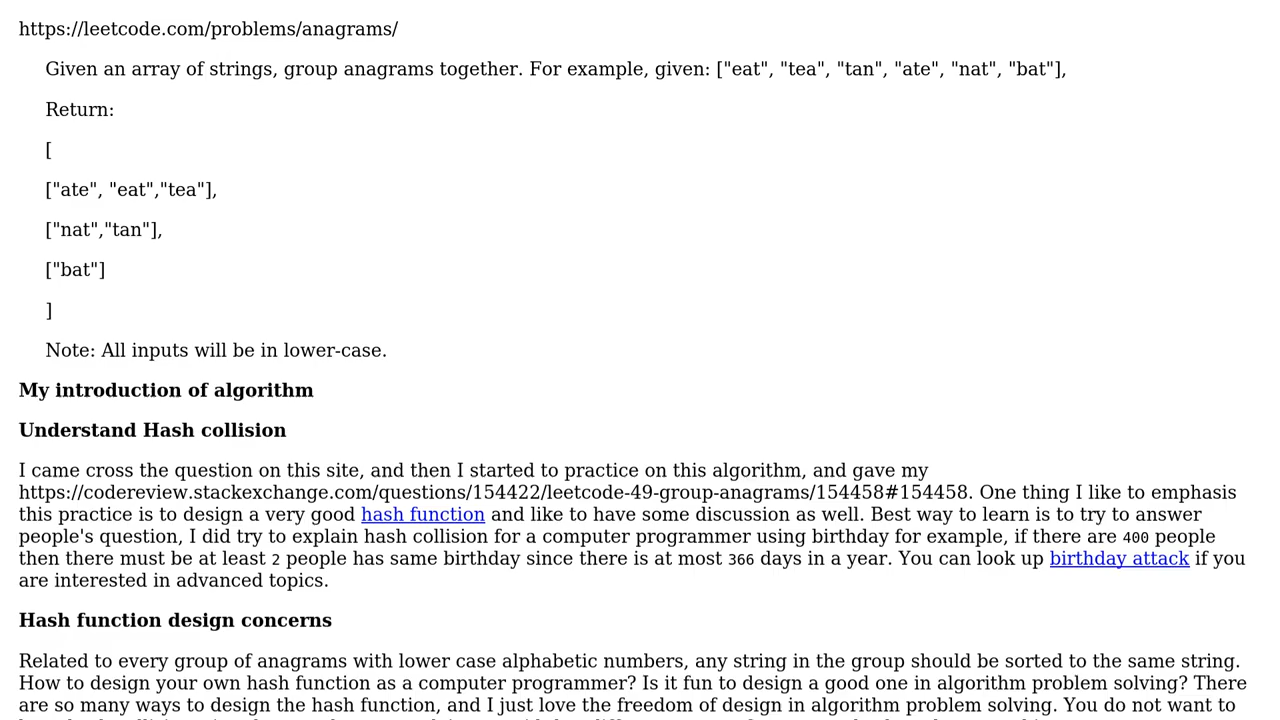 https://leetcode.com/problems/anagrams/
Given an array of strings, group anagrams together. For example, given: ["eat", "tea", "tan", "ate", "nat", "bat"],
Return:
[
["ate", "eat","tea"],
["nat","tan"],
["bat"]
]
Note: All inputs will be in lower-case.
My introduction of algorithm
Understand Hash collision
I came cross the question on this site, and then I started to practice on this algorithm, and gave my
https://codereview.stackexchange.com/questions/154422/leetcode-49-group-anagrams/154458#154458. One thing I like to emphasis
this practice is to design a very good hash function and like to have some discussion as well. Best way to learn is to try to answer
people's question, I did try to explain hash collision for a computer programmer using birthday for example, if there are 400 people
then there must be at least 2 people has same birthday since there is at most 366 days in a year. You can look up birthday attack if you
are interested in advanced topics.
Hash function design concerns
Related to every group of anagrams with lower case alphabetic numbers, any string in the group should be sorted to the same string.
How to design your own hash function as a computer programmer? Is it fun to design a good one in algorithm problem solving? There
are so many ways to design the hash function, and I just love the freedom of design in algorithm problem solving. You do not want to